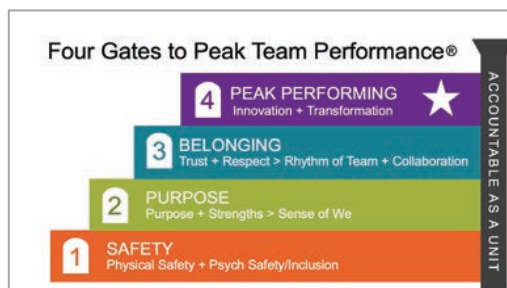 Four Gates to Peak Team Performance®
4 PEAK PERFORMING
Innovation + Transformation
3 BELONGING
Trust + Respect > Rhythm of Team + Collaboration
2 PURPOSE
Purpose + Strengths > Sense of We
1 SAFETY
Physical Safety + Psych Safety/Inclusion
ACCOUNTABLE AS A UNIT